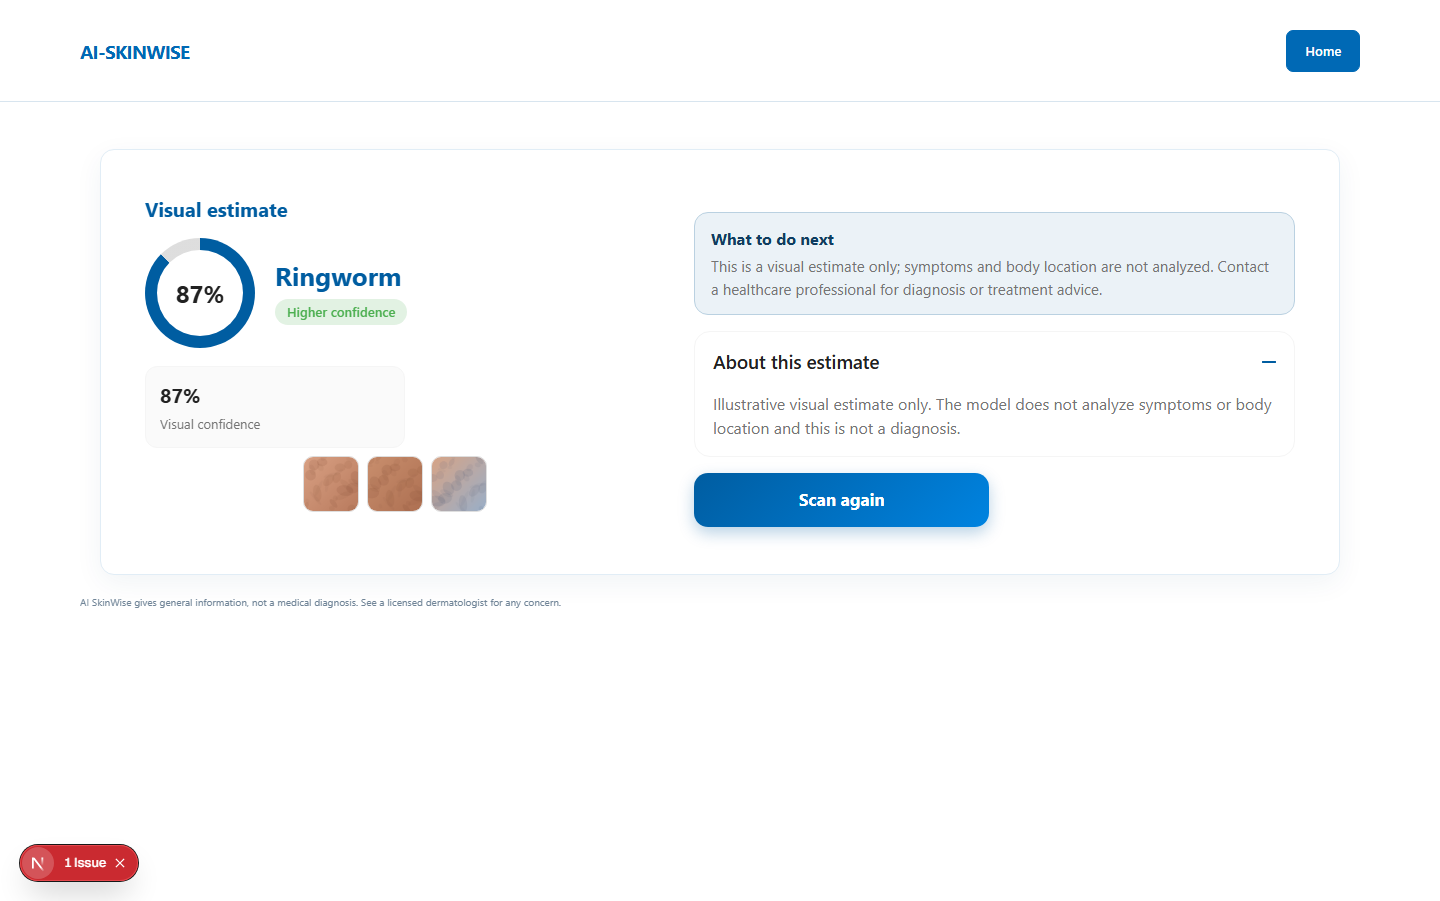 AI-SKINWISE
Home
Visual estimate
87%
Ringworm
Higher confidence
87%
Visual confidence
What to do next
This is a visual estimate only; symptoms and body location are not analyzed. Contact
a healthcare professional for diagnosis or treatment advice.
About this estimate
Illustrative visual estimate only. The model does not analyze symptoms or body
location and this is not a diagnosis.
Scan again
AI SkinWise gives general information, not a medical diagnosis. See a licensed dermatologist for any concern.
N
1 Issue